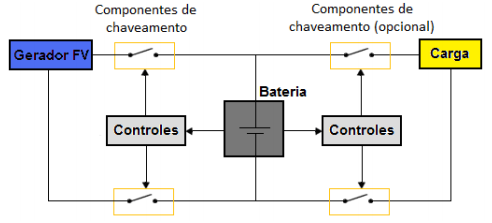 Componentes de
chaveamento
Componentes de
chaveamento (opcional)
Gerador FV
Carga
Bateria
Controles
Controles